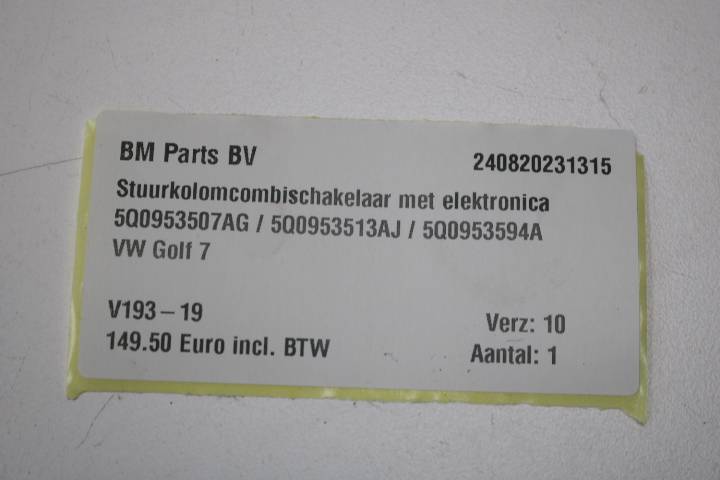 BM Parts BV 240820231315
Stuurkolomcombischakelaar met elektronica
5Q0953507AG / 5Q0953513AJ / 5Q0953594A
VW Golf 7
V193-19 Verz: 10
149.50 Euro incl. BTW Aantal: 1